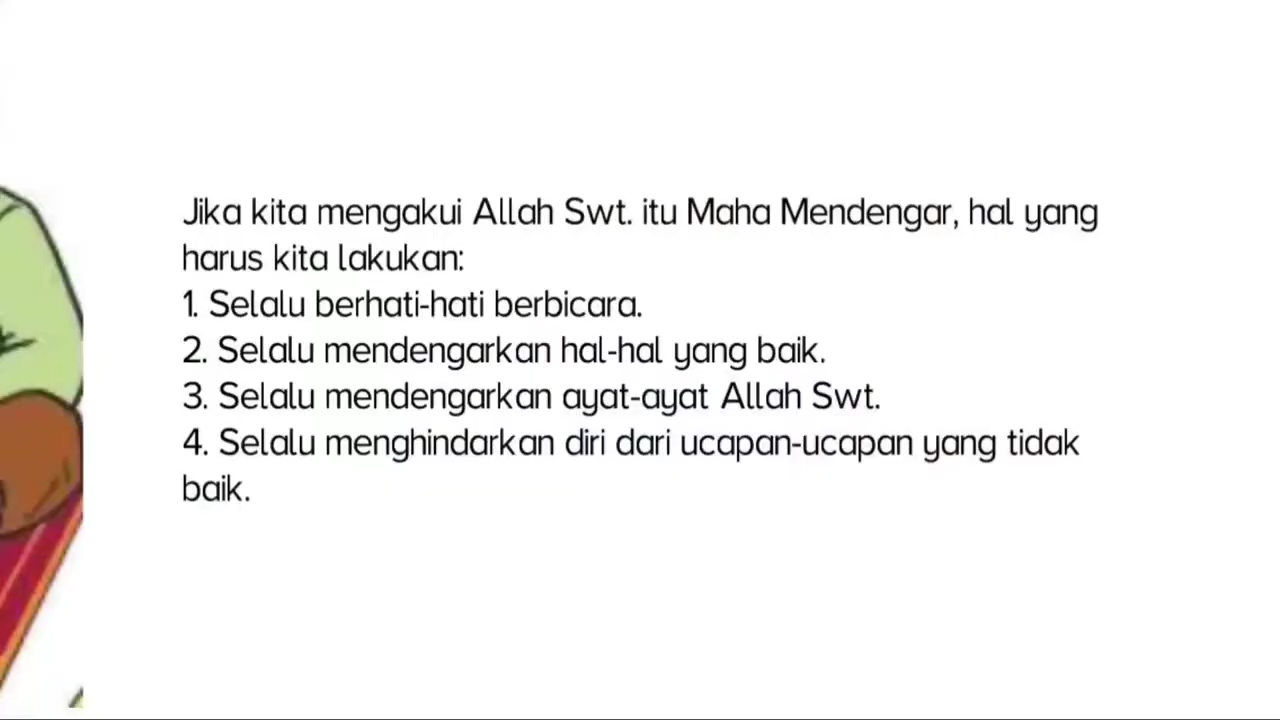 Jika kita mengakui Allah Swt. itu Maha Mendengar, hal yang
harus kita lakukan:
1. Selalu berhati-hati berbicara.
2. Selalu mendengarkan hal-hal yang baik.
3. Selalu mendengarkan ayat-ayat Allah Swt.
4. Selalu menghindarkan diri dari ucapan-ucapan yang tidak
baik.